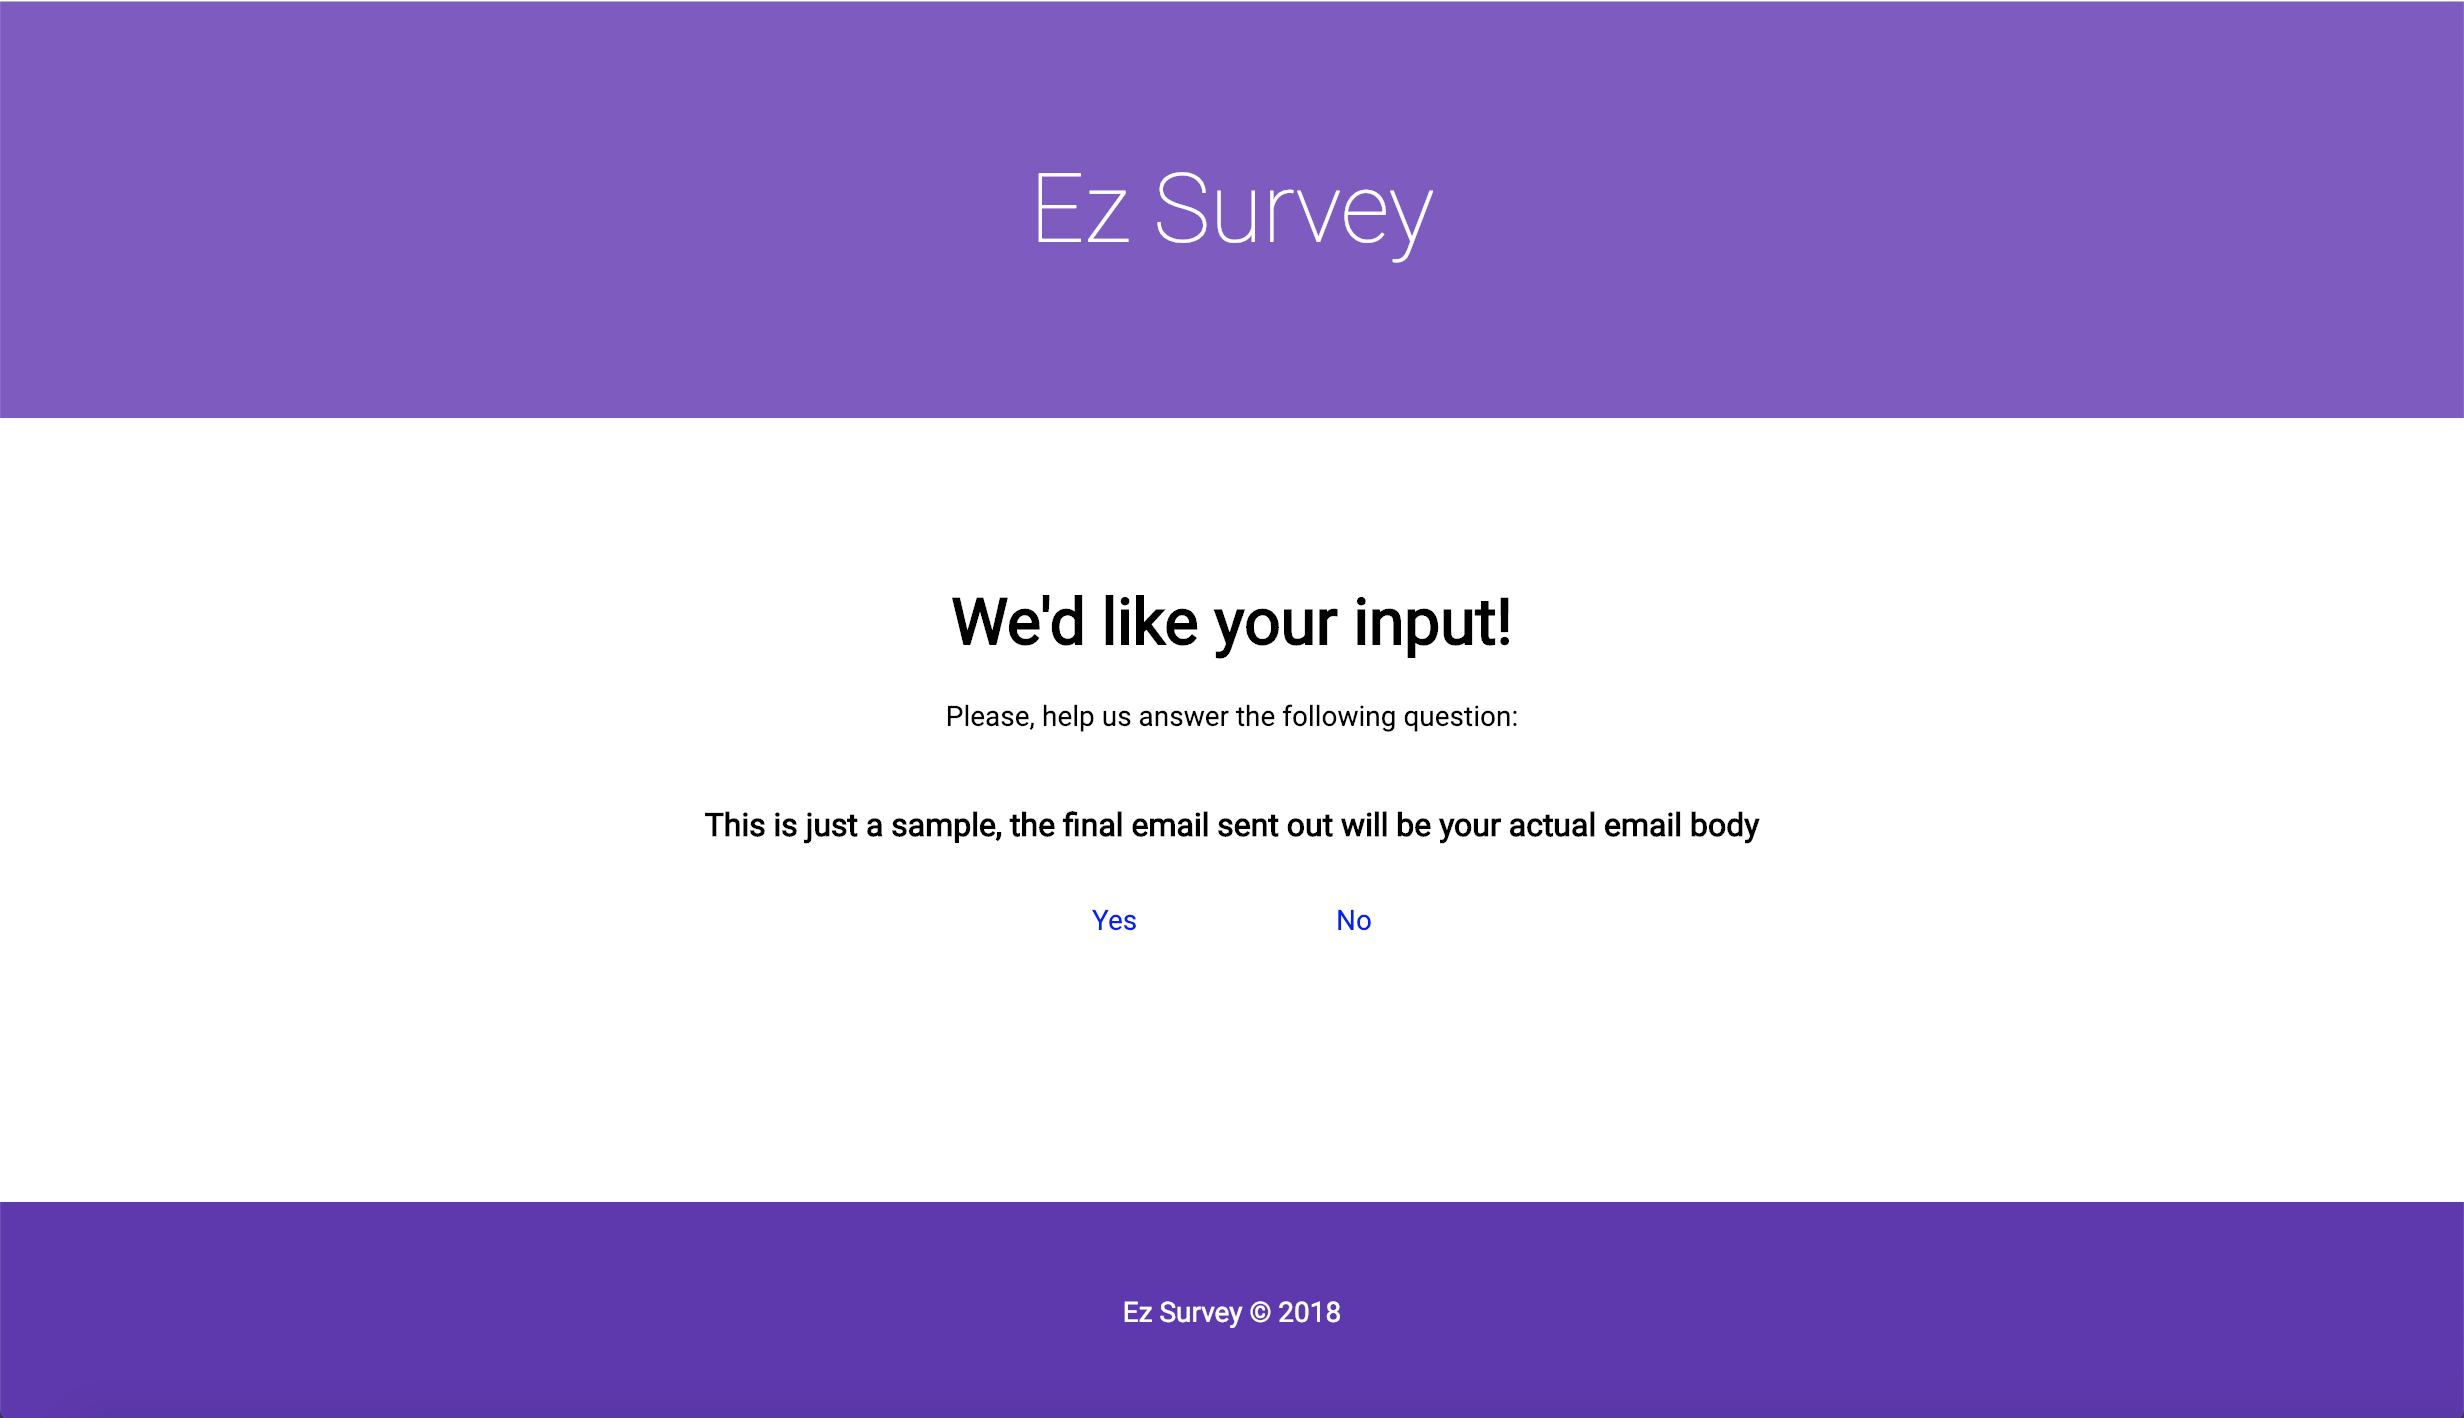 Ez Survey
We'd like your input!
Please, help us answer the following question:
This is just a sample, the final email sent out will be your actual email body
Yes No
Ez Survey © 2018